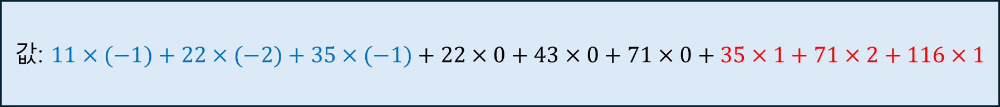 값: 11 × (−1) + 22 × (−2) + 35 × (−1) + 22 × 0 + 43 × 0 + 71 × 0 + 35 × 1 + 71 × 2 + 116 × 1